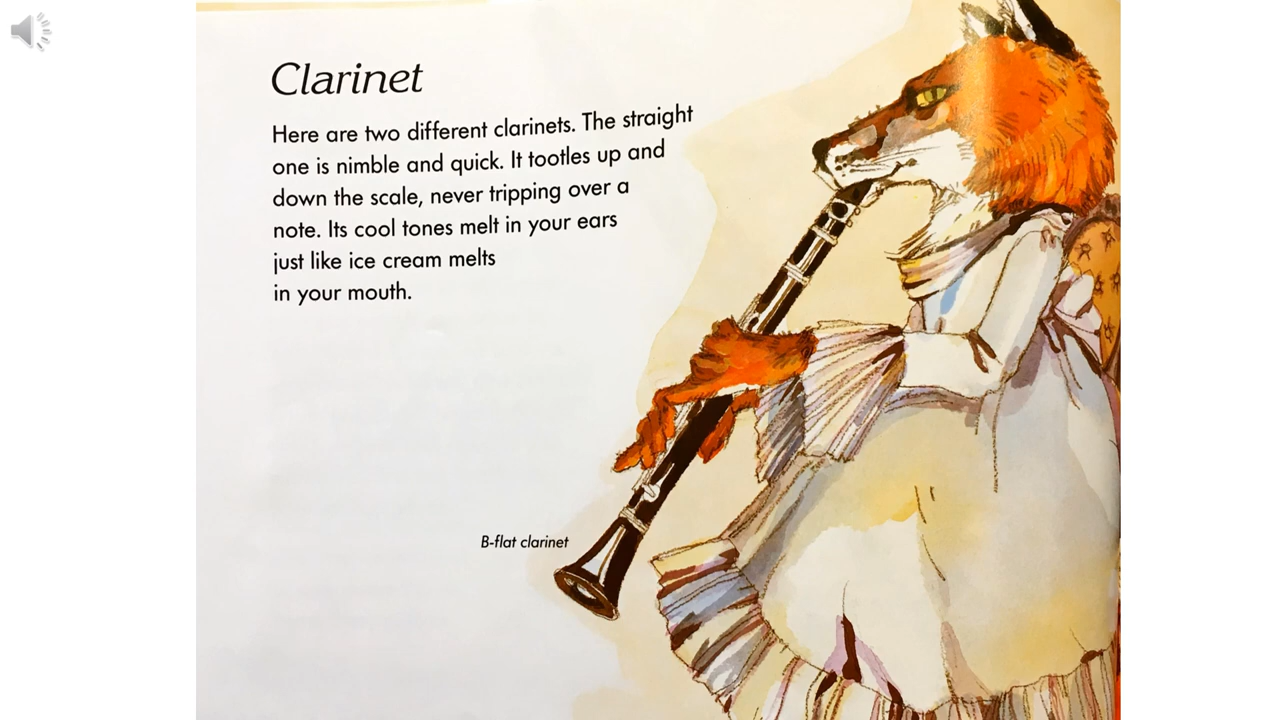 Clarinet
Here are two different clarinets. The straight
one is nimble and quick. It tootles up and
down the scale, never tripping over a
note. Its cool tones melt in your ears
just like ice cream melts
in your mouth.
B-flat clarinet